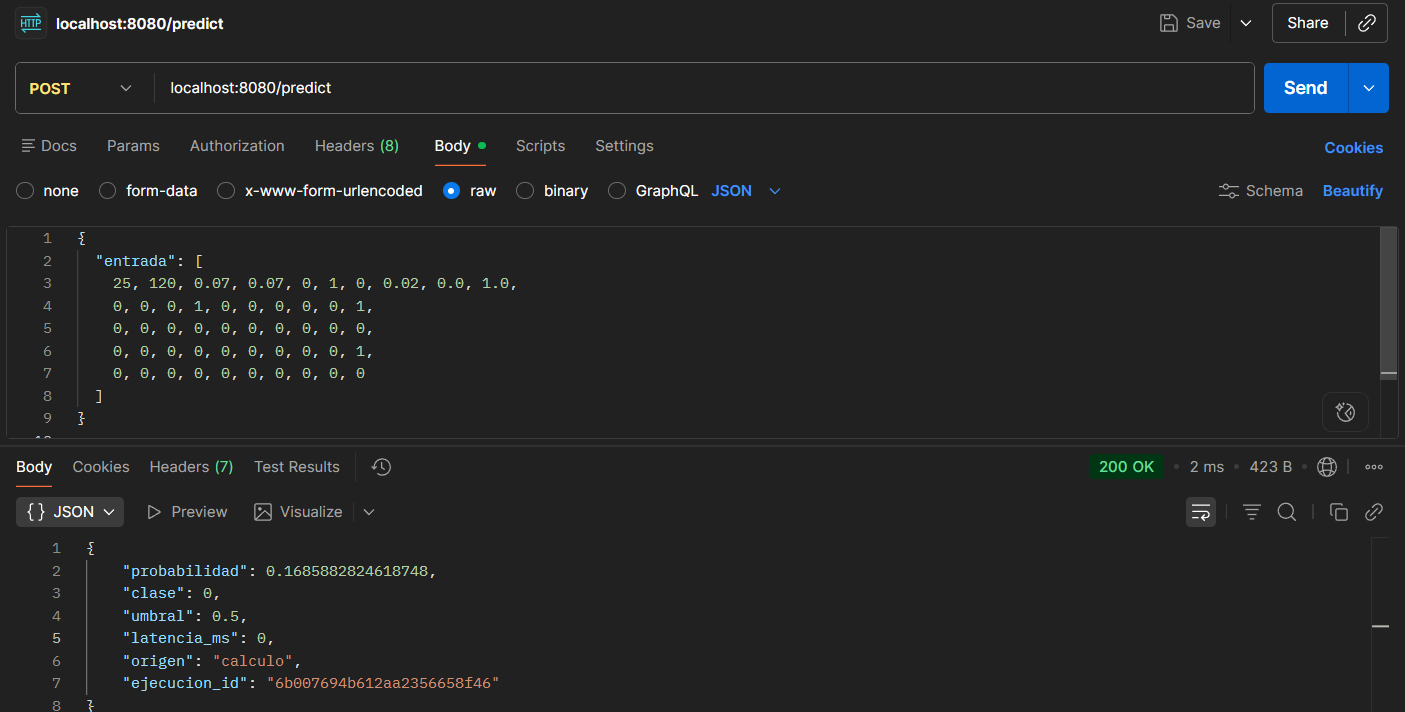 HTTP localhost:8080/predict Save Share
POST localhost:8080/predict Send
Docs Params Authorization Headers (8) Body Scripts Settings Cookies
none form-data x-www-form-urlencoded raw binary GraphQL JSON Schema Beautify
1 {
2 "entrada": [
3 25, 120, 0.07, 0.07, 0, 1, 0, 0.02, 0.0, 1.0,
4 0, 0, 0, 1, 0, 0, 0, 0, 0, 1,
5 0, 0, 0, 0, 0, 0, 0, 0, 0, 0,
6 0, 0, 0, 0, 0, 0, 0, 0, 0, 1,
7 0, 0, 0, 0, 0, 0, 0, 0, 0, 0
8 ]
9 }
10
Body Cookies Headers (7) Test Results 200 OK • 2 ms • 423 B
{} JSON Preview Visualize
1 {
2 "probabilidad": 0.1685882824618748,
3 "clase": 0,
4 "umbral": 0.5,
5 "latencia_ms": 0,
6 "origen": "calculo",
7 "ejecucion_id": "6b007694b612aa2356658f46"
8 }